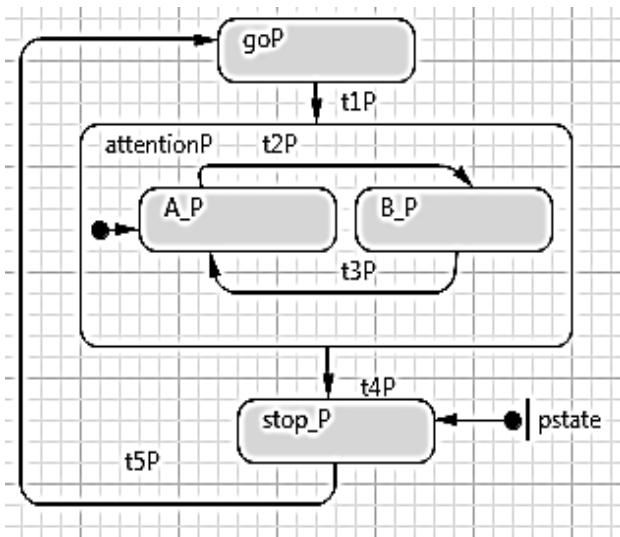 goP
t1P
attentionP
t2P
A_P
B_P
t3P
t4P
stop_P
pstate
t5P